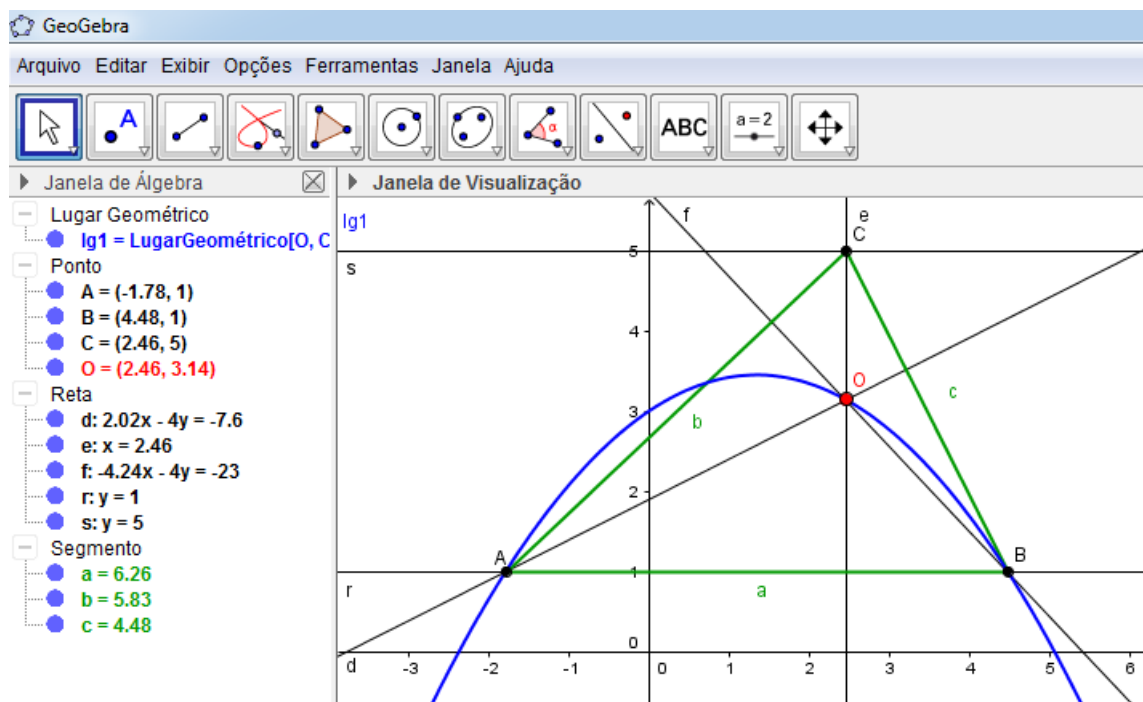 GeoGebra
Arquivo Editar Exibir Opções Ferramentas Janela Ajuda
A α ABC a = 2
Janela de Álgebra
Lugar Geométrico
lg1 = LugarGeométrico[O, C
Ponto
A = (-1.78, 1)
B = (4.48, 1)
C = (2.46, 5)
O = (2.46, 3.14)
Reta
d: 2.02x - 4y = -7.6
e: x = 2.46
f: -4.24x - 4y = -23
r: y = 1
s: y = 5
Segmento
a = 6.26
b = 5.83
c = 4.48
Janela de Visualização
lg1
f
e
C
5
s
4
O
3
b
c
2
A
B
1
r
a
0
d
-3 -2 -1 0 1 2 3 4 5 6